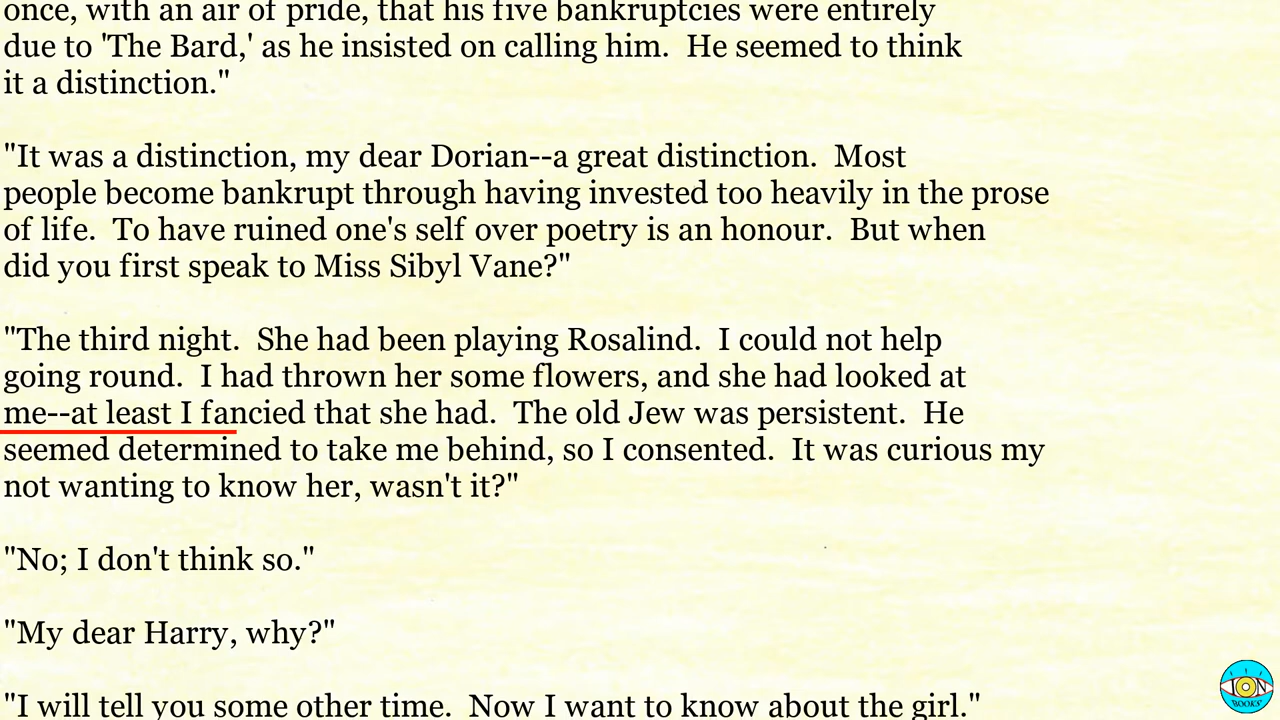 once, with an air of pride, that his five bankruptcies were entirely
due to 'The Bard,' as he insisted on calling him.  He seemed to think
it a distinction."
"It was a distinction, my dear Dorian--a great distinction.  Most
people become bankrupt through having invested too heavily in the prose
of life.  To have ruined one's self over poetry is an honour.  But when
did you first speak to Miss Sibyl Vane?"
"The third night.  She had been playing Rosalind.  I could not help
going round.  I had thrown her some flowers, and she had looked at
me--at least I fancied that she had.  The old Jew was persistent.  He
seemed determined to take me behind, so I consented.  It was curious my
not wanting to know her, wasn't it?"
"No; I don't think so."
"My dear Harry, why?"
"I will tell you some other time.  Now I want to know about the girl."
ION
BOOKS